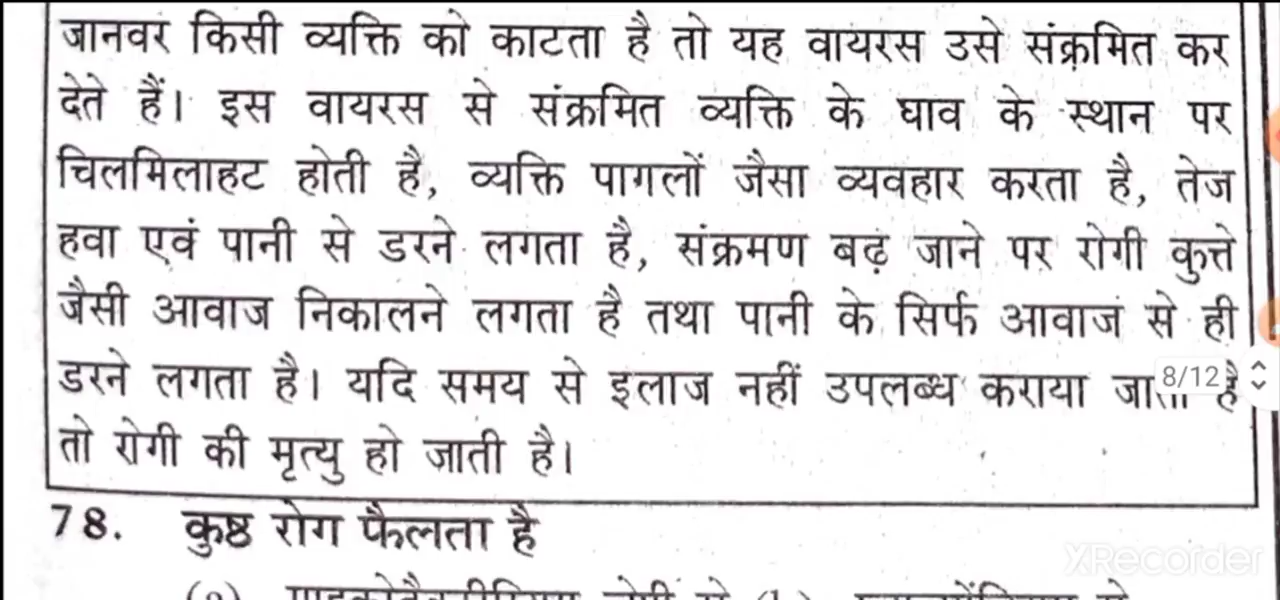 जानवर किसी व्यक्ति को काटता है तो यह वायरस उसे संक्रमित कर
देते हैं। इस वायरस से संक्रमित व्यक्ति के घाव के स्थान पर
चिलमिलाहट होती है, व्यक्ति पागलों जैसा व्यवहार करता है, तेज
हवा एवं पानी से डरने लगता है, संक्रमण बढ़ जाने पर रोगी कुत्ते
जैसी आवाज निकालने लगता है तथा पानी के सिर्फ आवाज से ही
डरने लगता है। यदि समय से इलाज नहीं उपलब्ध कराया जाता है
8/12
तो रोगी की मृत्यु हो जाती है।
78. कुष्ठ रोग फैलता है
XRecorder